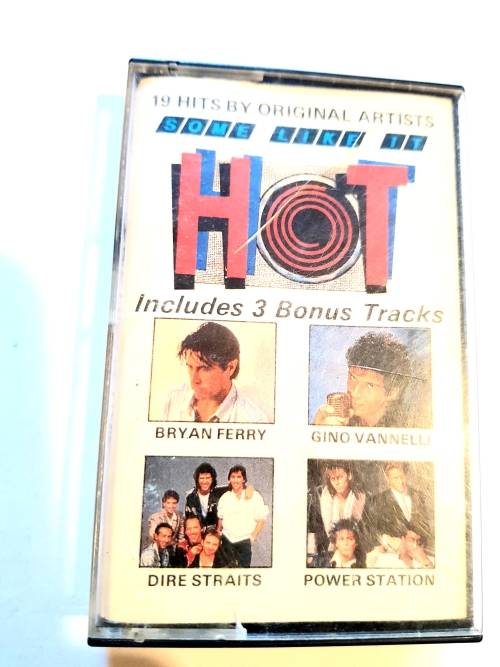 19 HITS BY ORIGINAL ARTISTS
SOME LIKE IT
HOT
Includes 3 Bonus Tracks
BRYAN FERRY
GINO VANNELLI
DIRE STRAITS
POWER STATION